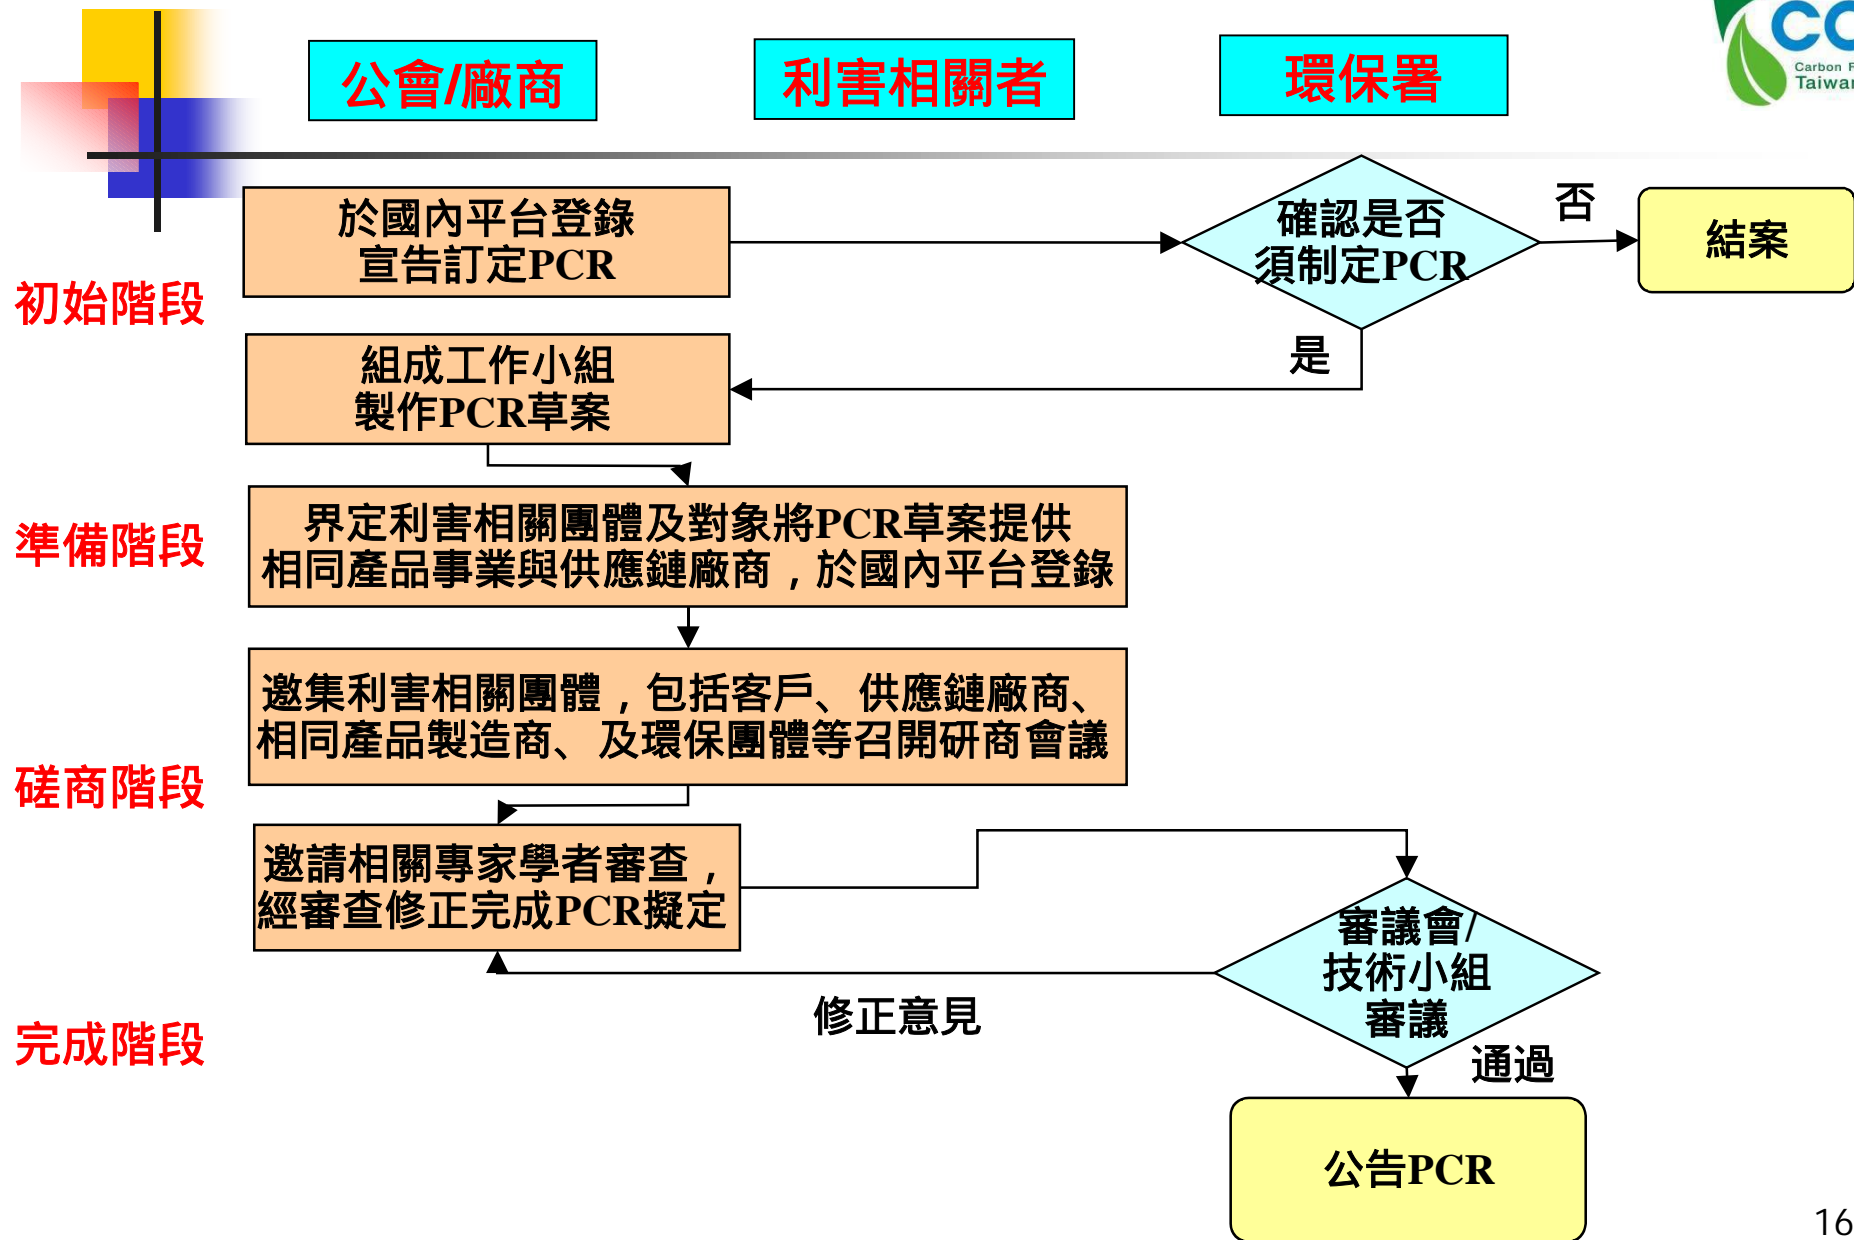 公會/廠商
利害相關者
環保署
Carbon F
Taiwar
初始階段
於國內平台登錄
宣告訂定PCR
確認是否
須制定PCR
否
結案
是
組成工作小組
製作PCR草案
準備階段
界定利害相關團體及對象將PCR草案提供
相同產品事業與供應鏈廠商，於國內平台登錄
磋商階段
邀集利害相關團體，包括客戶、供應鏈廠商、
相同產品製造商、及環保團體等召開研商會議
邀請相關專家學者審查，
經審查修正完成PCR擬定
審議會/
技術小組
審議
修正意見
完成階段
通過
公告PCR
16